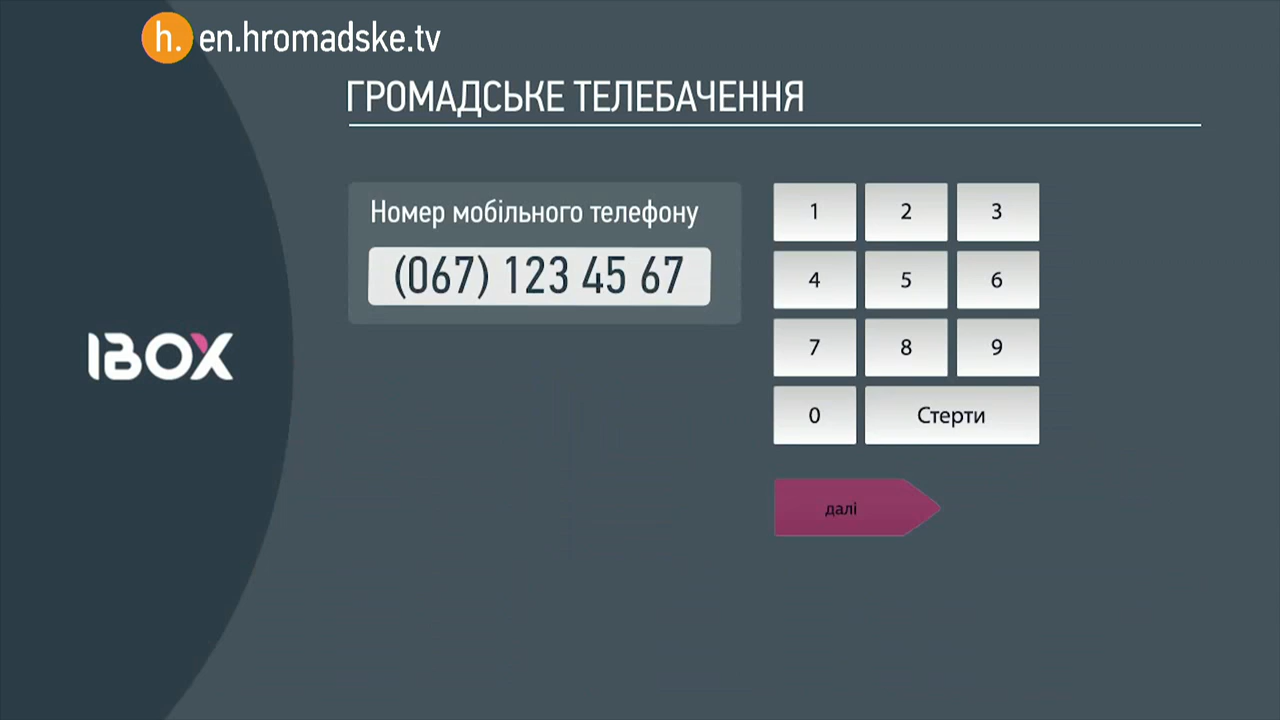 h. en.hromadske.tv
ГРОМАДСЬКЕ ТЕЛЕБАЧЕННЯ
Номер мобільного телефону
(067) 123 45 67
1 2 3
4 5 6
7 8 9
0 Стерти
далі
IBOX